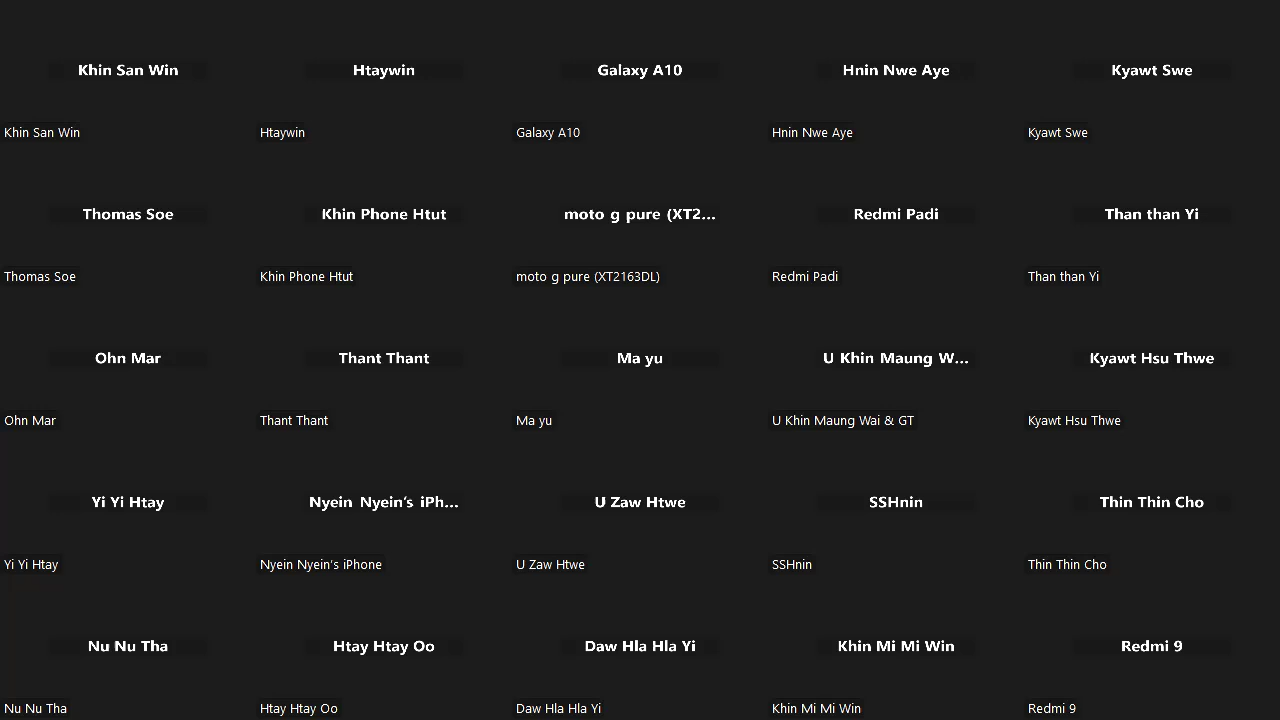 Khin San Win
Htaywin
Galaxy A10
Hnin Nwe Aye
Kyawt Swe
Khin San Win
Htaywin
Galaxy A10
Hnin Nwe Aye
Kyawt Swe
Thomas Soe
Khin Phone Htut
moto g pure (XT2...
Redmi Padi
Than than Yi
Thomas Soe
Khin Phone Htut
moto g pure (XT2163DL)
Redmi Padi
Than than Yi
Ohn Mar
Thant Thant
Ma yu
U Khin Maung W...
Kyawt Hsu Thwe
Ohn Mar
Thant Thant
Ma yu
U Khin Maung Wai & GT
Kyawt Hsu Thwe
Yi Yi Htay
Nyein Nyein's iPh...
U Zaw Htwe
SSHnin
Thin Thin Cho
Yi Yi Htay
Nyein Nyein's iPhone
U Zaw Htwe
SSHnin
Thin Thin Cho
Nu Nu Tha
Htay Htay Oo
Daw Hla Hla Yi
Khin Mi Mi Win
Redmi 9
Nu Nu Tha
Htay Htay Oo
Daw Hla Hla Yi
Khin Mi Mi Win
Redmi 9